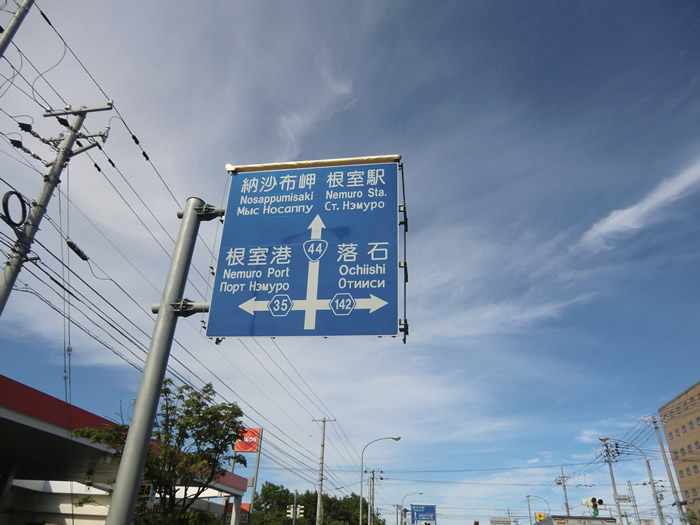 納沙布岬 根室駅
Nosappumisaki Nemuro Sta.
Мыс Носаппу Ст. Нэмуро
44
根室港 落石
Nemuro Port Ochiishi
Порт Нэмуро Отииси
35 142